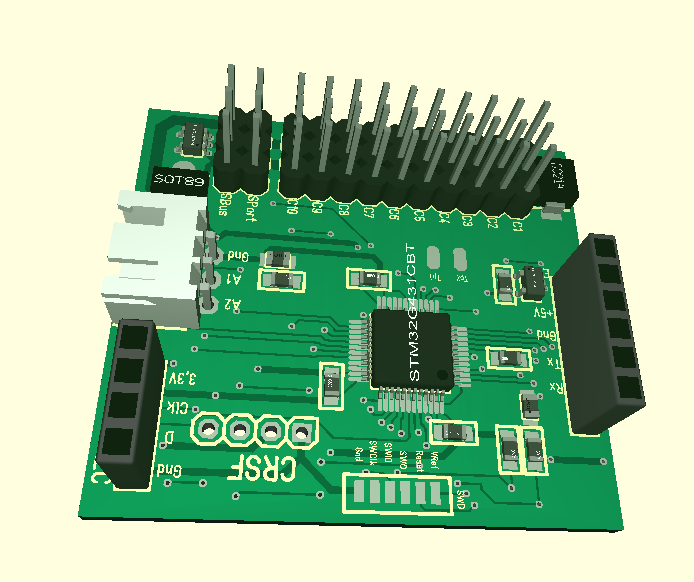 SOT89
SBus
SPort
C10
C9
C8
C7
C6
C5
C4
C3
C2
C1
Gnd
A1
A2
STM32G431CBT
+5V
Gnd
Tx
Rx
3,3V
Clk
D
Gnd
CRSF
Gnd
SWCLK
SWIO
SWO
Reset
SWD